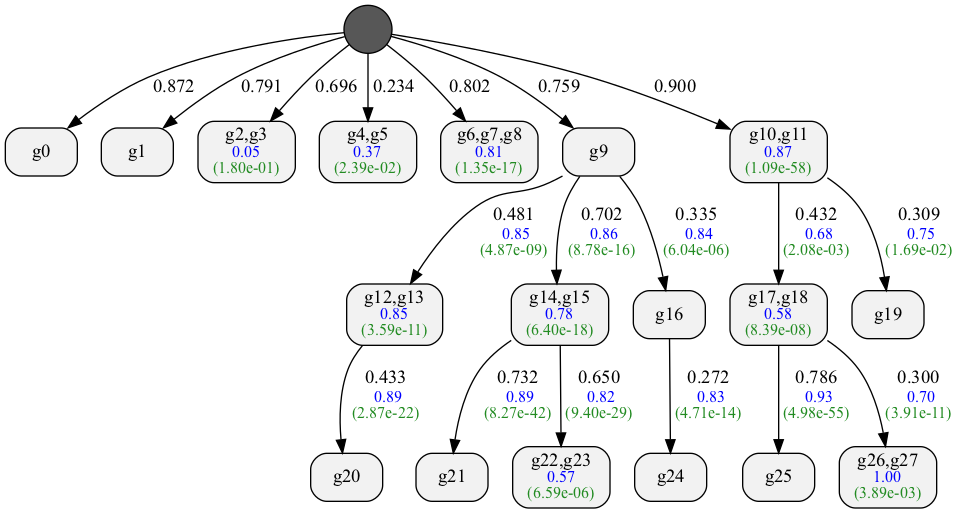 0.872
0.791
0.696
0.234
0.802
0.759
0.900
g0
g1
g2,g3
0.05
(1.80e-01)
g4,g5
0.37
(2.39e-02)
g6,g7,g8
0.81
(1.35e-17)
g9
g10,g11
0.87
(1.09e-58)
0.481
0.85
(4.87e-09)
0.702
0.86
(8.78e-16)
0.335
0.84
(6.04e-06)
0.432
0.68
(2.08e-03)
0.309
0.75
(1.69e-02)
g12,g13
0.85
(3.59e-11)
g14,g15
0.78
(6.40e-18)
g16
g17,g18
0.58
(8.39e-08)
g19
0.433
0.89
(2.87e-22)
0.732
0.89
(8.27e-42)
0.650
0.82
(9.40e-29)
0.272
0.83
(4.71e-14)
0.786
0.93
(4.98e-55)
0.300
0.70
(3.91e-11)
g20
g21
g22,g23
0.57
(6.59e-06)
g24
g25
g26,g27
1.00
(3.89e-03)